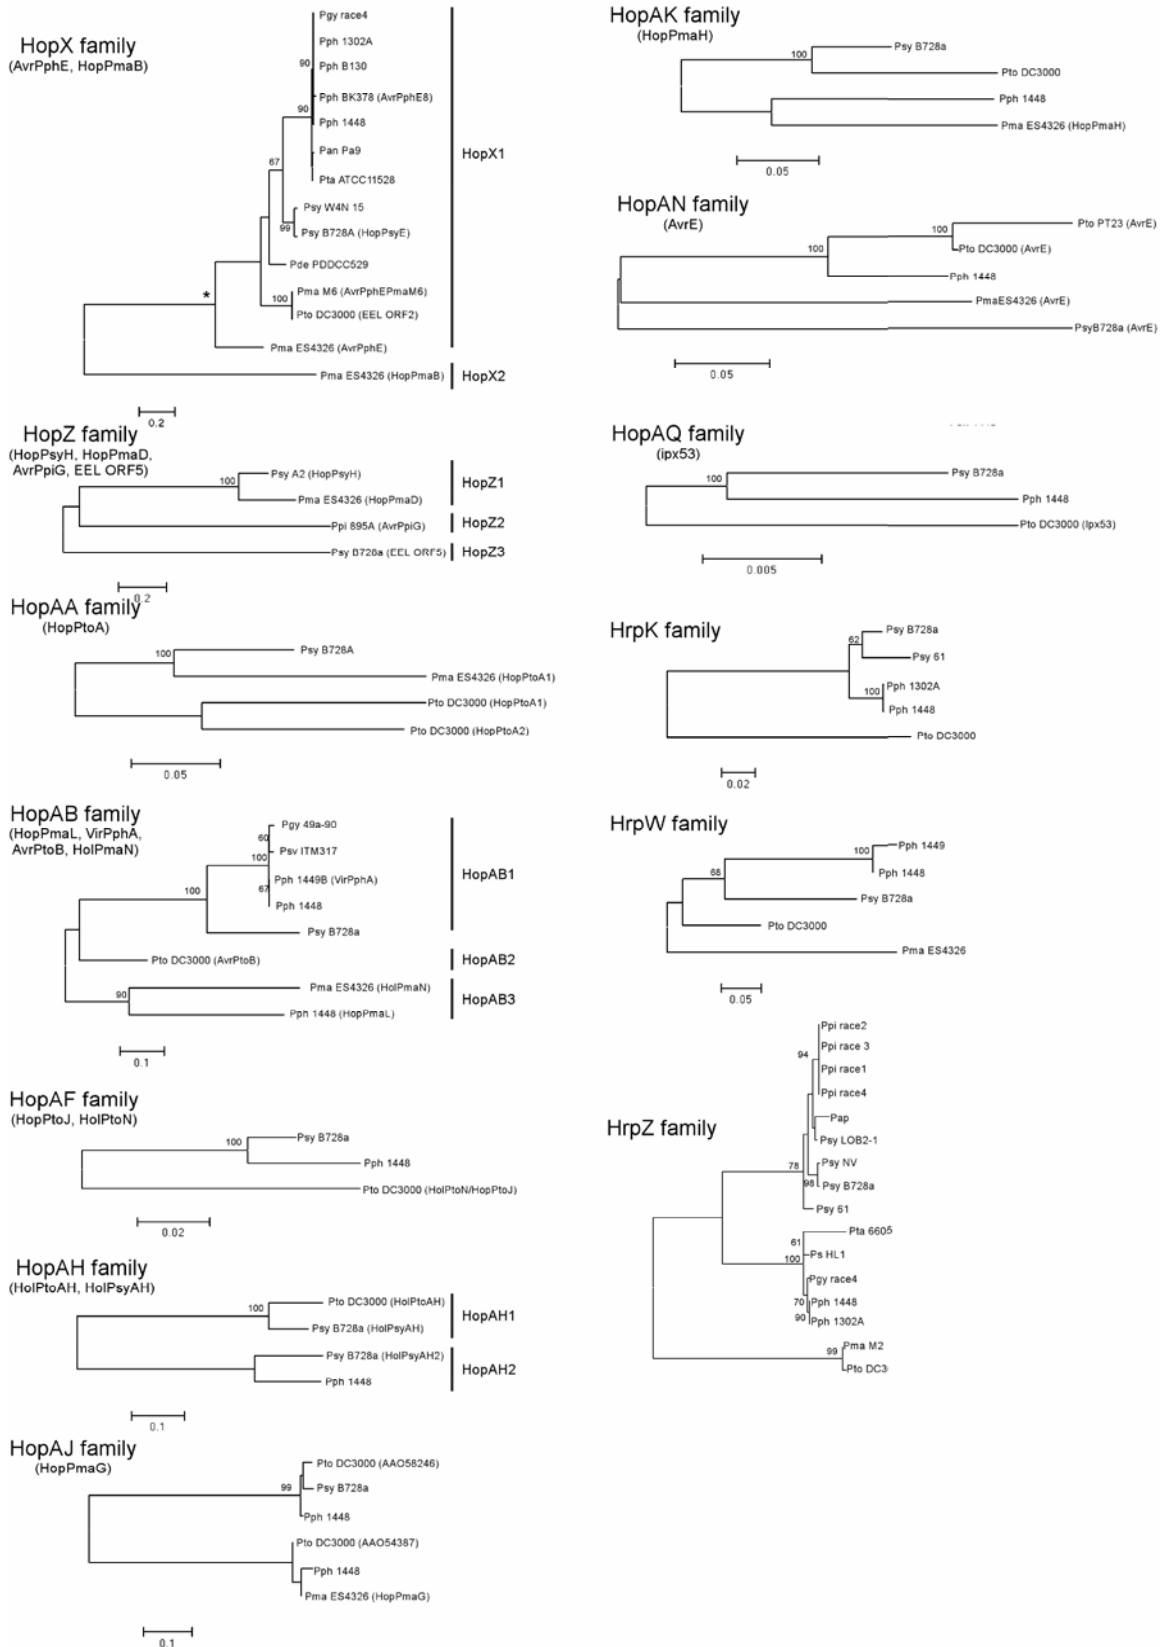 HopX family
(AvrPphE, HopPmaB)
Pgy race4
Pph 1302A
90
Pph B130
Pph BK378 (AvrPphE8)
90
Pph 1448
Pan Pa9
67
Pta ATCC11528
HopX1
Psy W4N 15
99
Psy B728A (HopPsyE)
Pde PDDCC529
*
Pma M6 (AvrPphEPmaM6)
100
Pto DC3000 (EEL ORF2)
Pma ES4326 (AvrPphE)
Pma ES4326 (HopPmaB)
HopX2
0.2
HopZ family
(HopPsyH, HopPmaD,
AvrPpiG, EEL ORF5)
100
Psy A2 (HopPsyH)
Pma ES4326 (HopPmaD)
HopZ1
Ppi 895A (AvrPpiG)
HopZ2
Psy B728a (EEL ORF5)
HopZ3
0.2
HopAA family
(HopPtoA)
100
Psy B728A
Pma ES4326 (HopPtoA1)
Pto DC3000 (HopPtoA1)
Pto DC3000 (HopPtoA2)
0.05
HopAB family
(HopPmaL, VirPphA,
AvrPtoB, HolPmaN)
Pgy 49a-90
60
Psv ITM317
100
Pph 1449B (VirPphA)
67
Pph 1448
100
Psy B728a
HopAB1
Pto DC3000 (AvrPtoB)
HopAB2
90
Pma ES4326 (HolPmaN)
Pph 1448 (HopPmaL)
HopAB3
0.1
HopAF family
(HopPtoJ, HolPtoN)
100
Psy B728a
Pph 1448
Pto DC3000 (HolPtoN/HopPtoJ)
0.02
HopAH family
(HolPtoAH, HolPsyAH)
100
Pto DC3000 (HolPtoAH)
Psy B728a (HolPsyAH)
HopAH1
Psy B728a (HolPsyAH2)
Pph 1448
HopAH2
0.1
HopAJ family
(HopPmaG)
Pto DC3000 (AAO58246)
99
Psy B728a
Pph 1448
Pto DC3000 (AAO54387)
Pph 1448
Pma ES4326 (HopPmaG)
0.1
HopAK family
(HopPmaH)
100
Psy B728a
Pto DC3000
Pph 1448
Pma ES4326 (HopPmaH)
0.05
HopAN family
(AvrE)
Pto PT23 (AvrE)
100
Pto DC3000 (AvrE)
100
Pph 1448
PmaES4326 (AvrE)
PsyB728a (AvrE)
0.05
HopAQ family
(ipx53)
100
Psy B728a
Pph 1448
Pto DC3000 (Ipx53)
0.005
HrpK family
62
Psy B728a
Psy 61
100
Pph 1302A
Pph 1448
Pto DC3000
0.02
HrpW family
100
Pph 1449
Pph 1448
68
Psy B728a
Pto DC3000
Pma ES4326
0.05
HrpZ family
Ppi race2
94
Ppi race 3
Ppi race1
Ppi race4
Pap
Psy LOB2-1
78
Psy NV
98
Psy B728a
Psy 61
Pta 6605
61
Ps HL1
100
Pgy race4
70
Pph 1448
90
Pph 1302A
99
Pma M2
Pto DC3